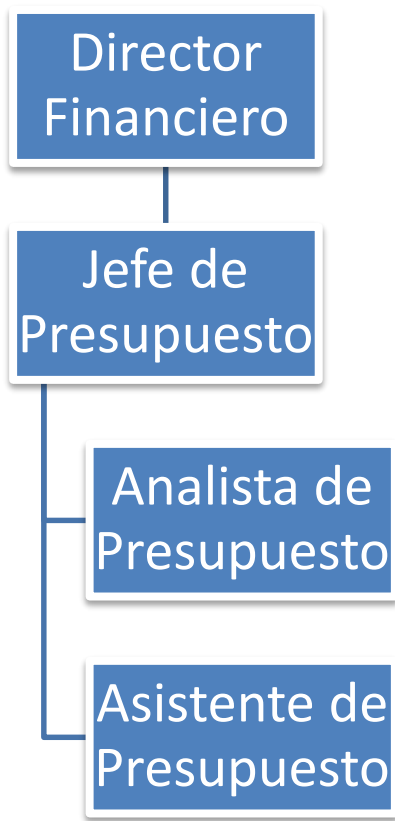 Director
Financiero
Jefe de
Presupuesto
Analista de
Presupuesto
Asistente de
Presupuesto